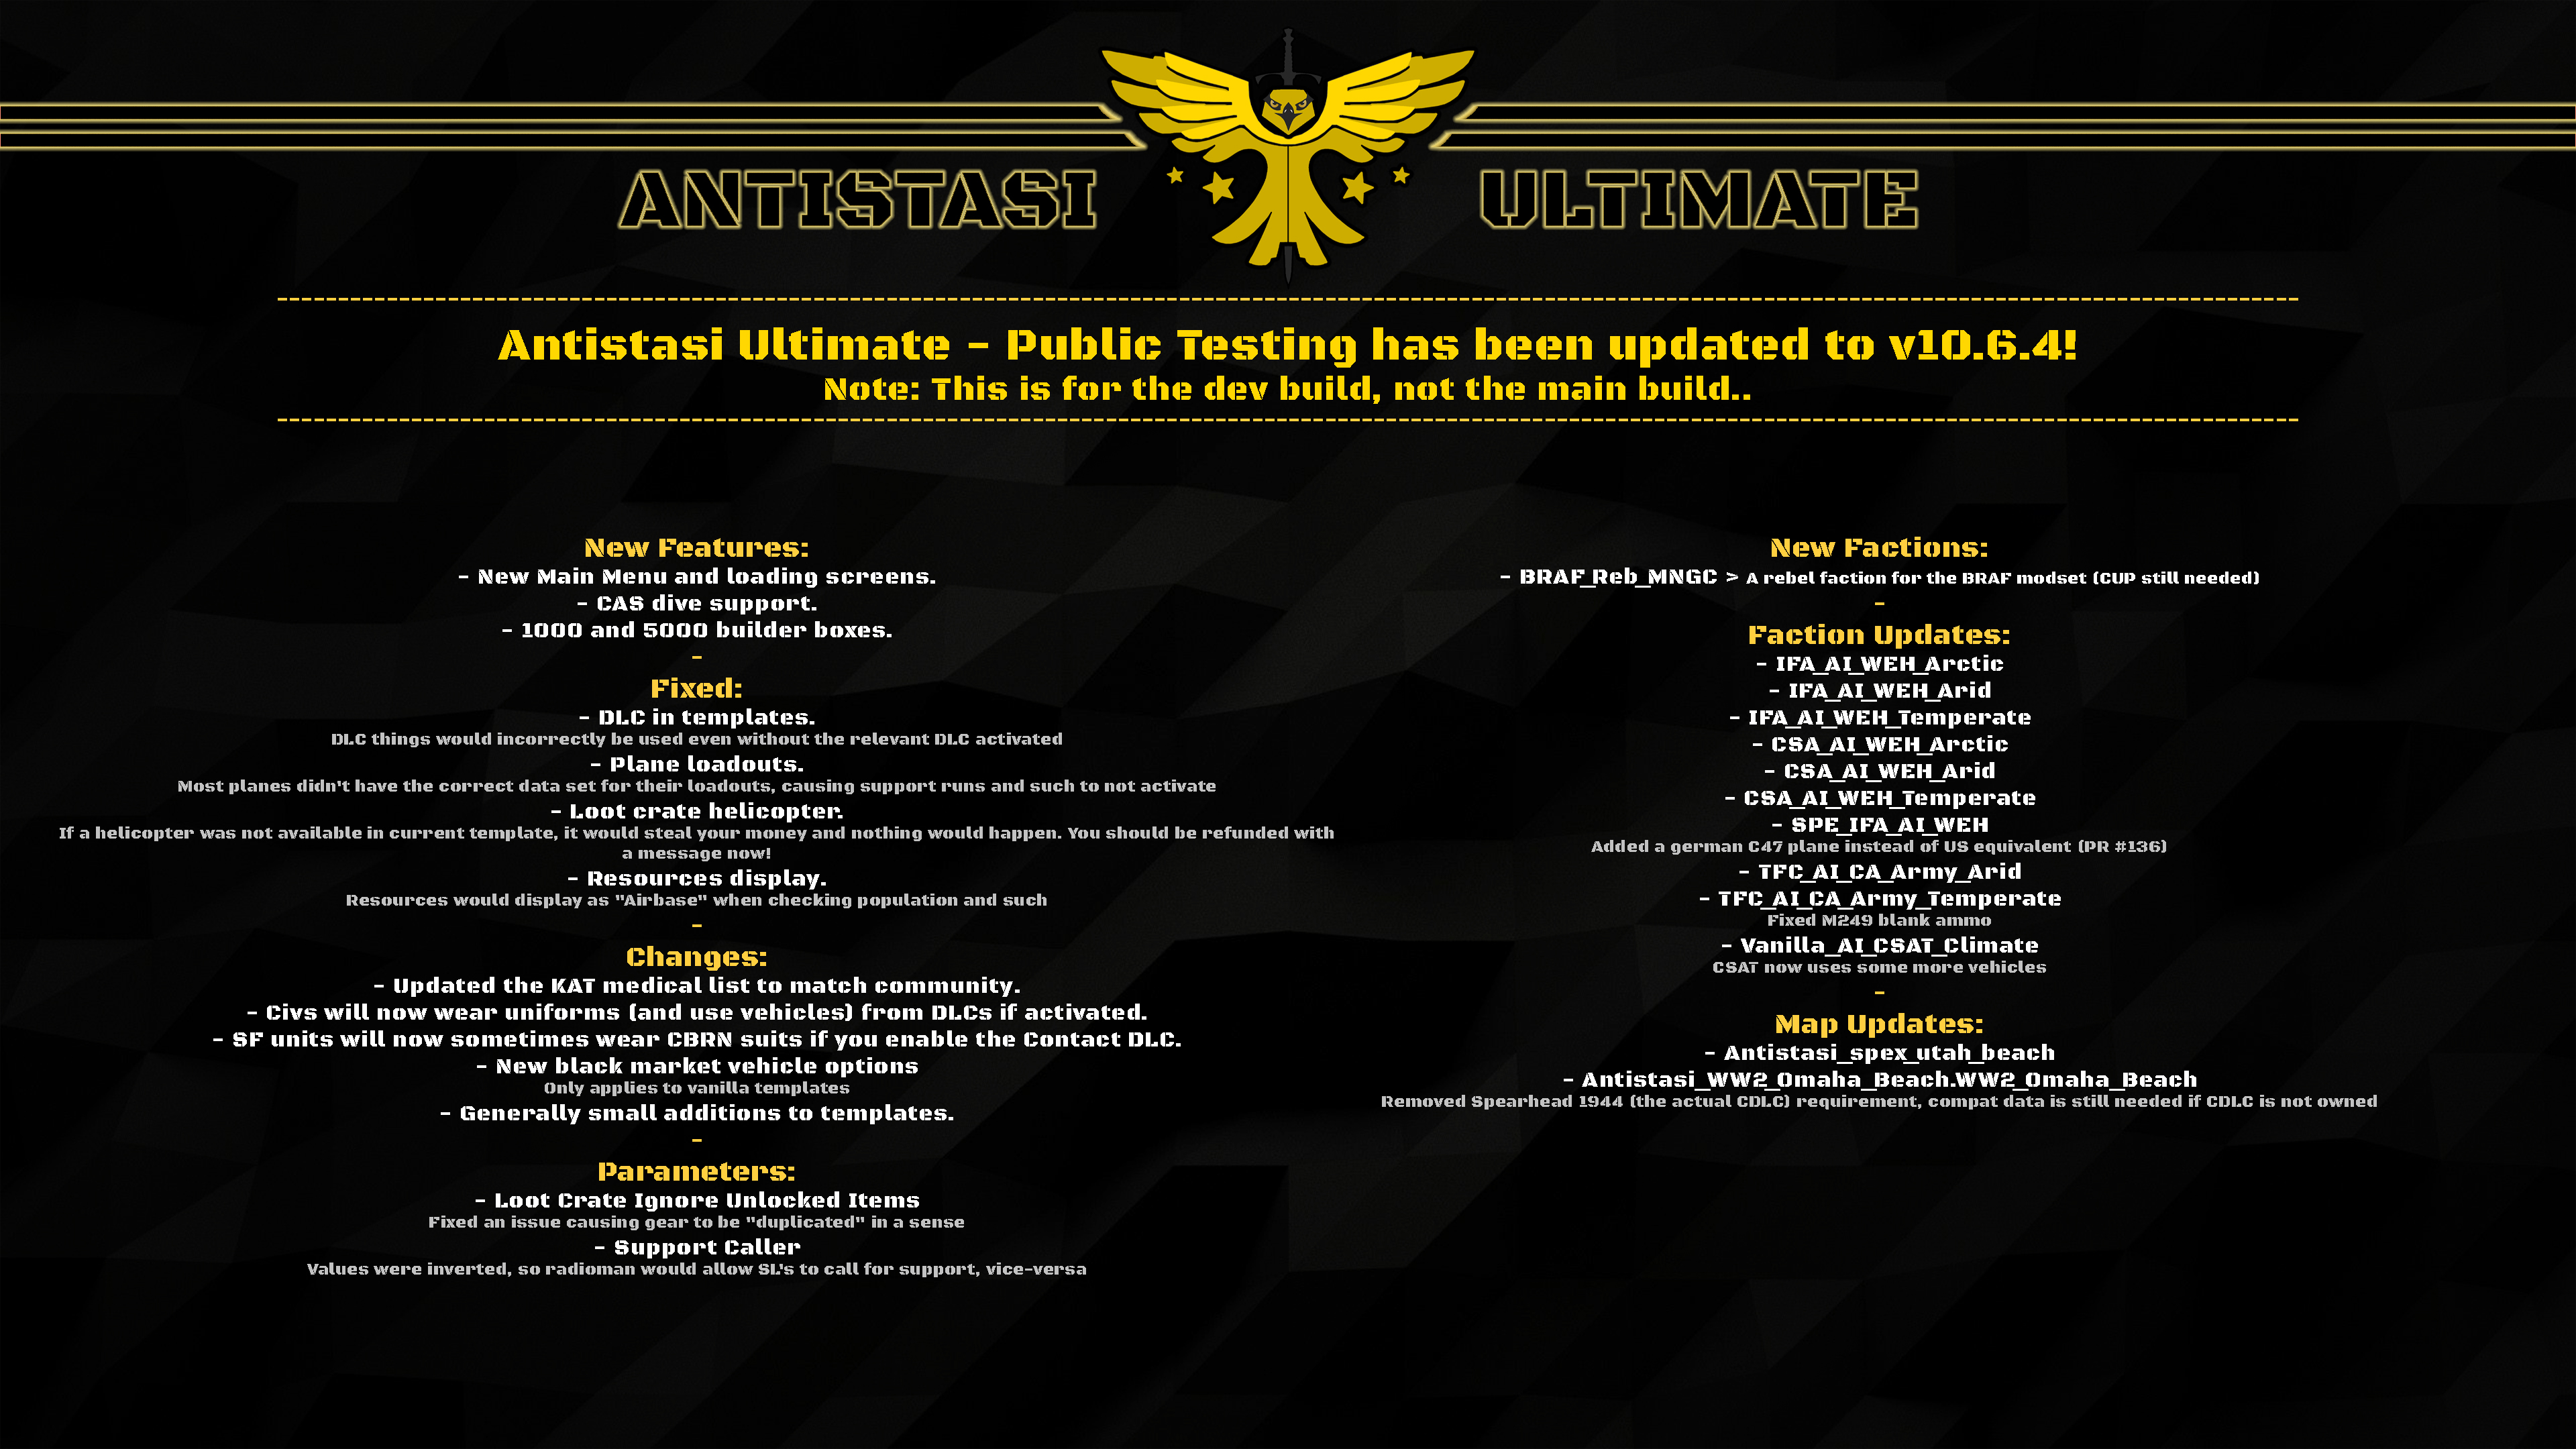 ANTISTASI ULTIMATE
Antistasi Ultimate - Public Testing has been updated to v10.6.4!
Note: This is for the dev build, not the main build..
New Features:
- New Main Menu and loading screens.
- CAS dive support.
- 1000 and 5000 builder boxes.
-
Fixed:
- DLC in templates.
DLC things would incorrectly be used even without the relevant DLC activated
- Plane loadouts.
Most planes didn't have the correct data set for their loadouts, causing support runs and such to not activate
- Loot crate helicopter.
If a helicopter was not available in current template, it would steal your money and nothing would happen. You should be refunded with
a message now!
- Resources display.
Resources would display as "Airbase" when checking population and such
-
Changes:
- Updated the KAT medical list to match community.
- Civs will now wear uniforms (and use vehicles) from DLCs if activated.
- SF units will now sometimes wear CBRN suits if you enable the Contact DLC.
- New black market vehicle options
Only applies to vanilla templates
- Generally small additions to templates.
-
Parameters:
- Loot Crate Ignore Unlocked Items
Fixed an issue causing gear to be "duplicated" in a sense
- Support Caller
Values were inverted, so radioman would allow SL's to call for support, vice-versa
New Factions:
- BRAF_Reb_MNGC > A rebel faction for the BRAF modset (CUP still needed)
-
Faction Updates:
- IFA_AI_WEH_Arctic
- IFA_AI_WEH_Arid
- IFA_AI_WEH_Temperate
- CSA_AI_WEH_Arctic
- CSA_AI_WEH_Arid
- CSA_AI_WEH_Temperate
- SPE_IFA_AI_WEH
Added a german C47 plane instead of US equivalent (PR #136)
- TFC_AI_CA_Army_Arid
- TFC_AI_CA_Army_Temperate
Fixed M249 blank ammo
- Vanilla_AI_CSAT_Climate
CSAT now uses some more vehicles
-
Map Updates:
- Antistasi_spex_utah_beach
- Antistasi_WW2_Omaha_Beach.WW2_Omaha_Beach
Removed Spearhead 1944 (the actual CDLC) requirement, compat data is still needed if CDLC is not owned